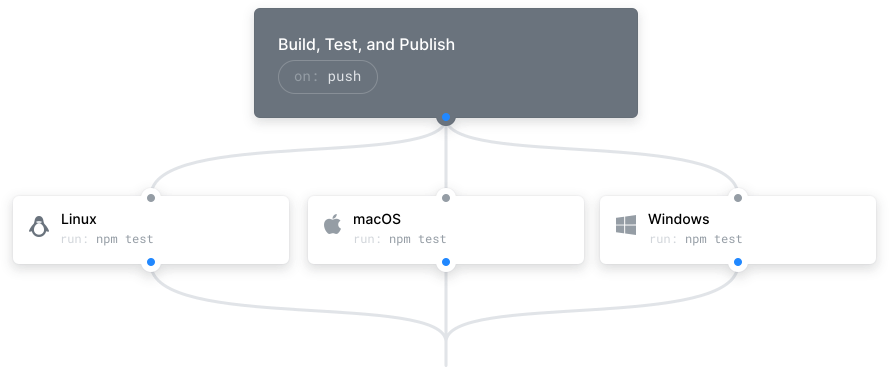 Build, Test, and Publish
on: push
Linux
run: npm test
macOS
run: npm test
Windows
run: npm test